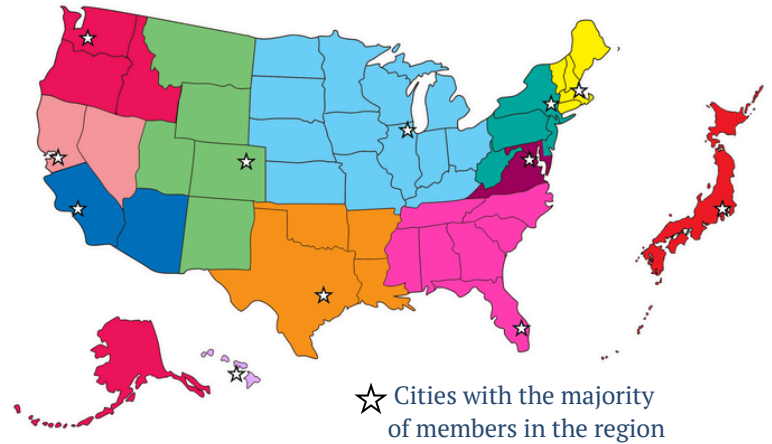 Cities with the majority
of members in the region